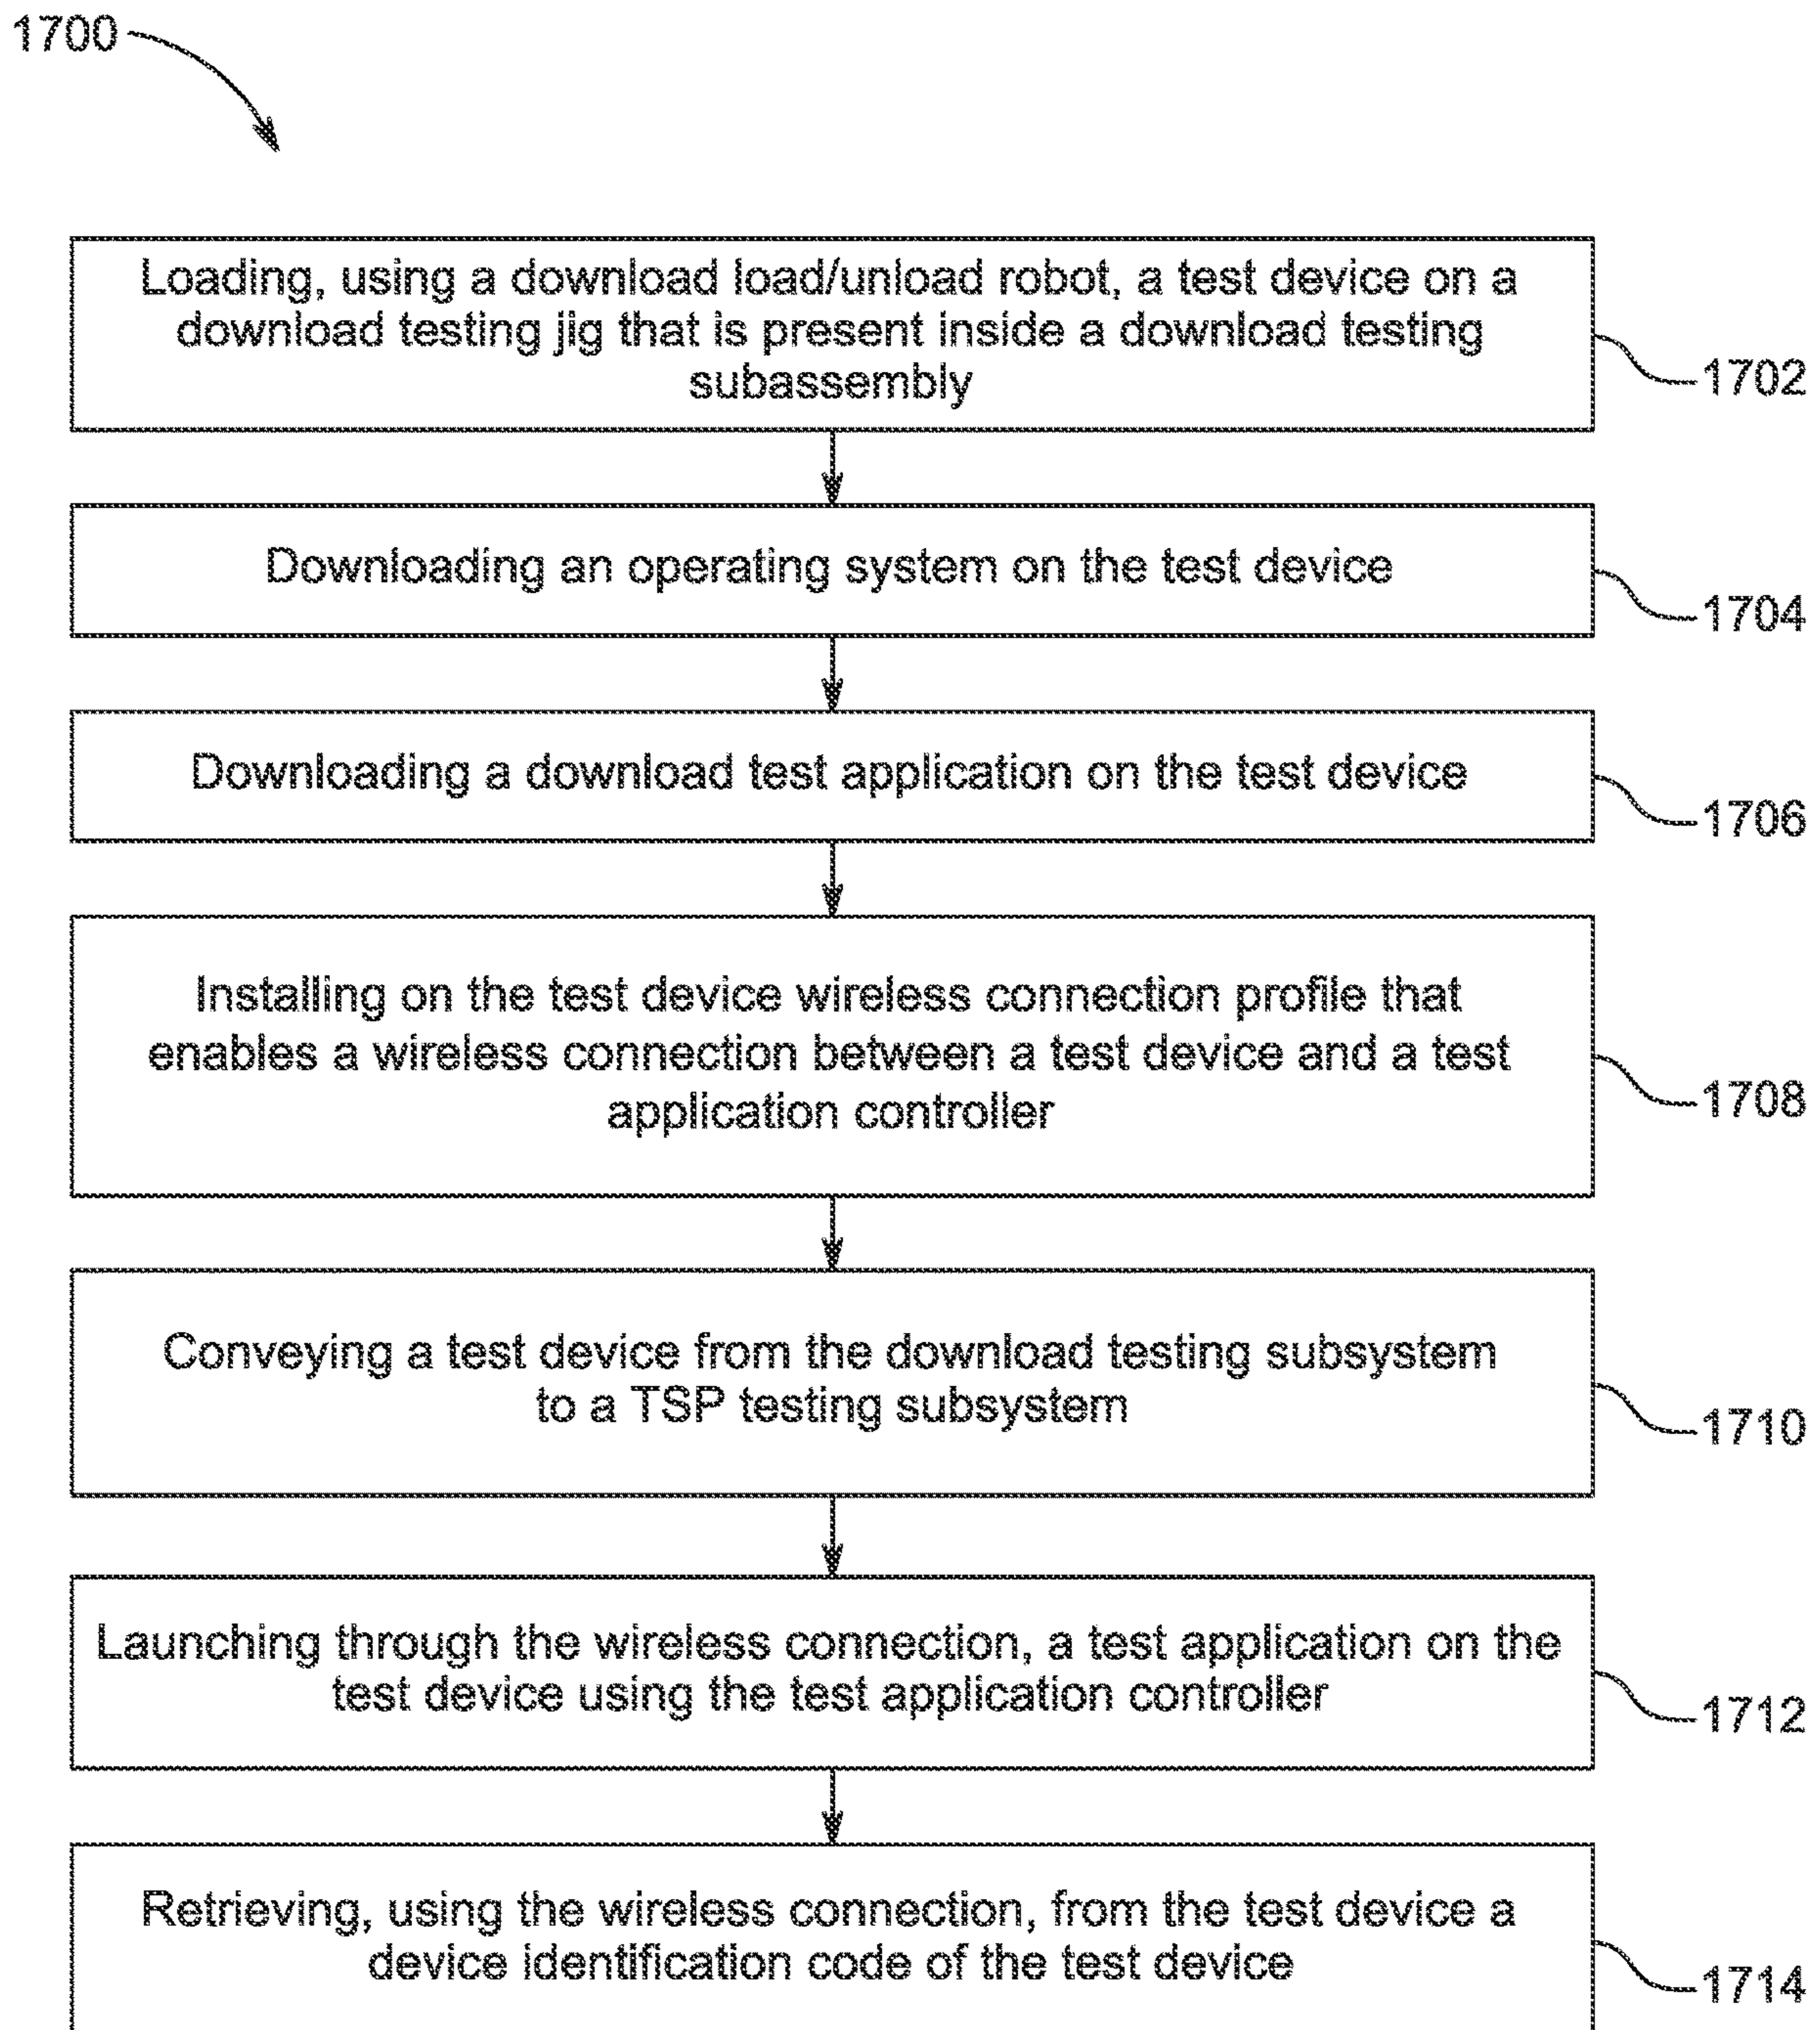 1700
Loading, using a download load/unload robot, a test device on a
download testing jig that is present inside a download testing
subassembly
1702
Downloading an operating system on the test device
1704
Downloading a download test application on the test device
1706
Installing on the test device wireless connection profile that
enables a wireless connection between a test device and a test
application controller
1708
Conveying a test device from the download testing subsystem
to a TSP testing subsystem
1710
Launching through the wireless connection, a test application on the
test device using the test application controller
1712
Retrieving, using the wireless connection, from the test device a
device identification code of the test device
1714